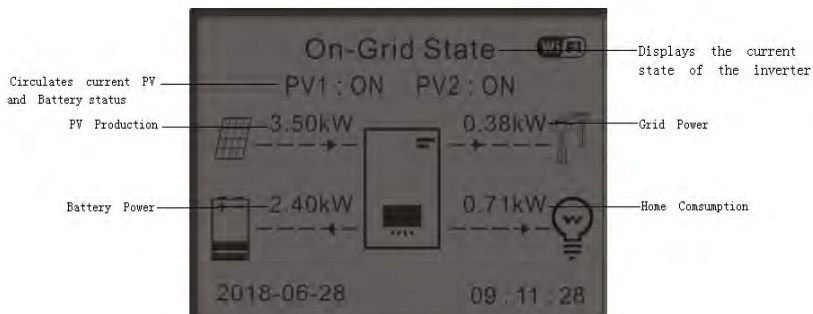 On-Grid State
WiFi
Displays the current
state of the inverter
Circulates current PV
and Battery status
PV1 : ON PV2 : ON
PV Production
3.50kW
0.38kW
Grid Power
Battery Power
2.40kW
0.71kW
Home Comsumption
2018-06-28
09 : 11 : 28